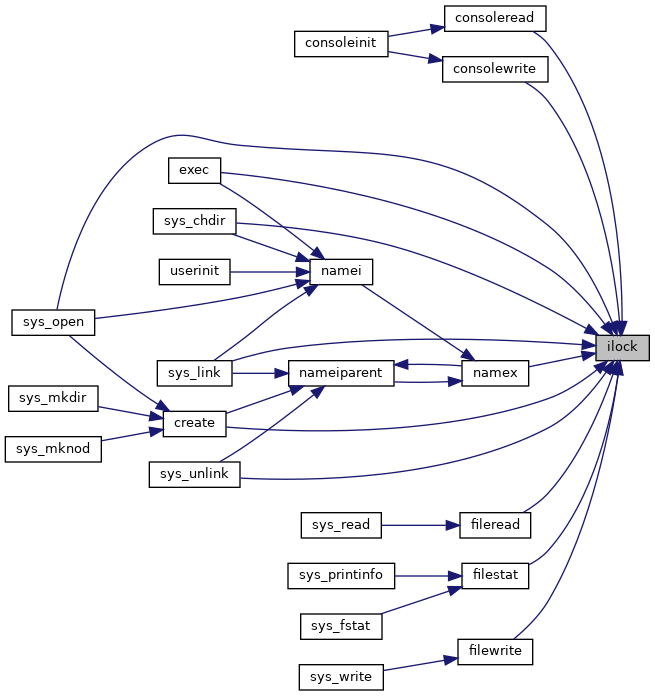 consoleread
consoleinit
consolewrite
exec
sys_chdir
userinit
namei
sys_open
ilock
sys_link
nameiparent
namex
sys_mkdir
create
sys_mknod
sys_unlink
sys_read
fileread
sys_printinfo
filestat
sys_fstat
filewrite
sys_write